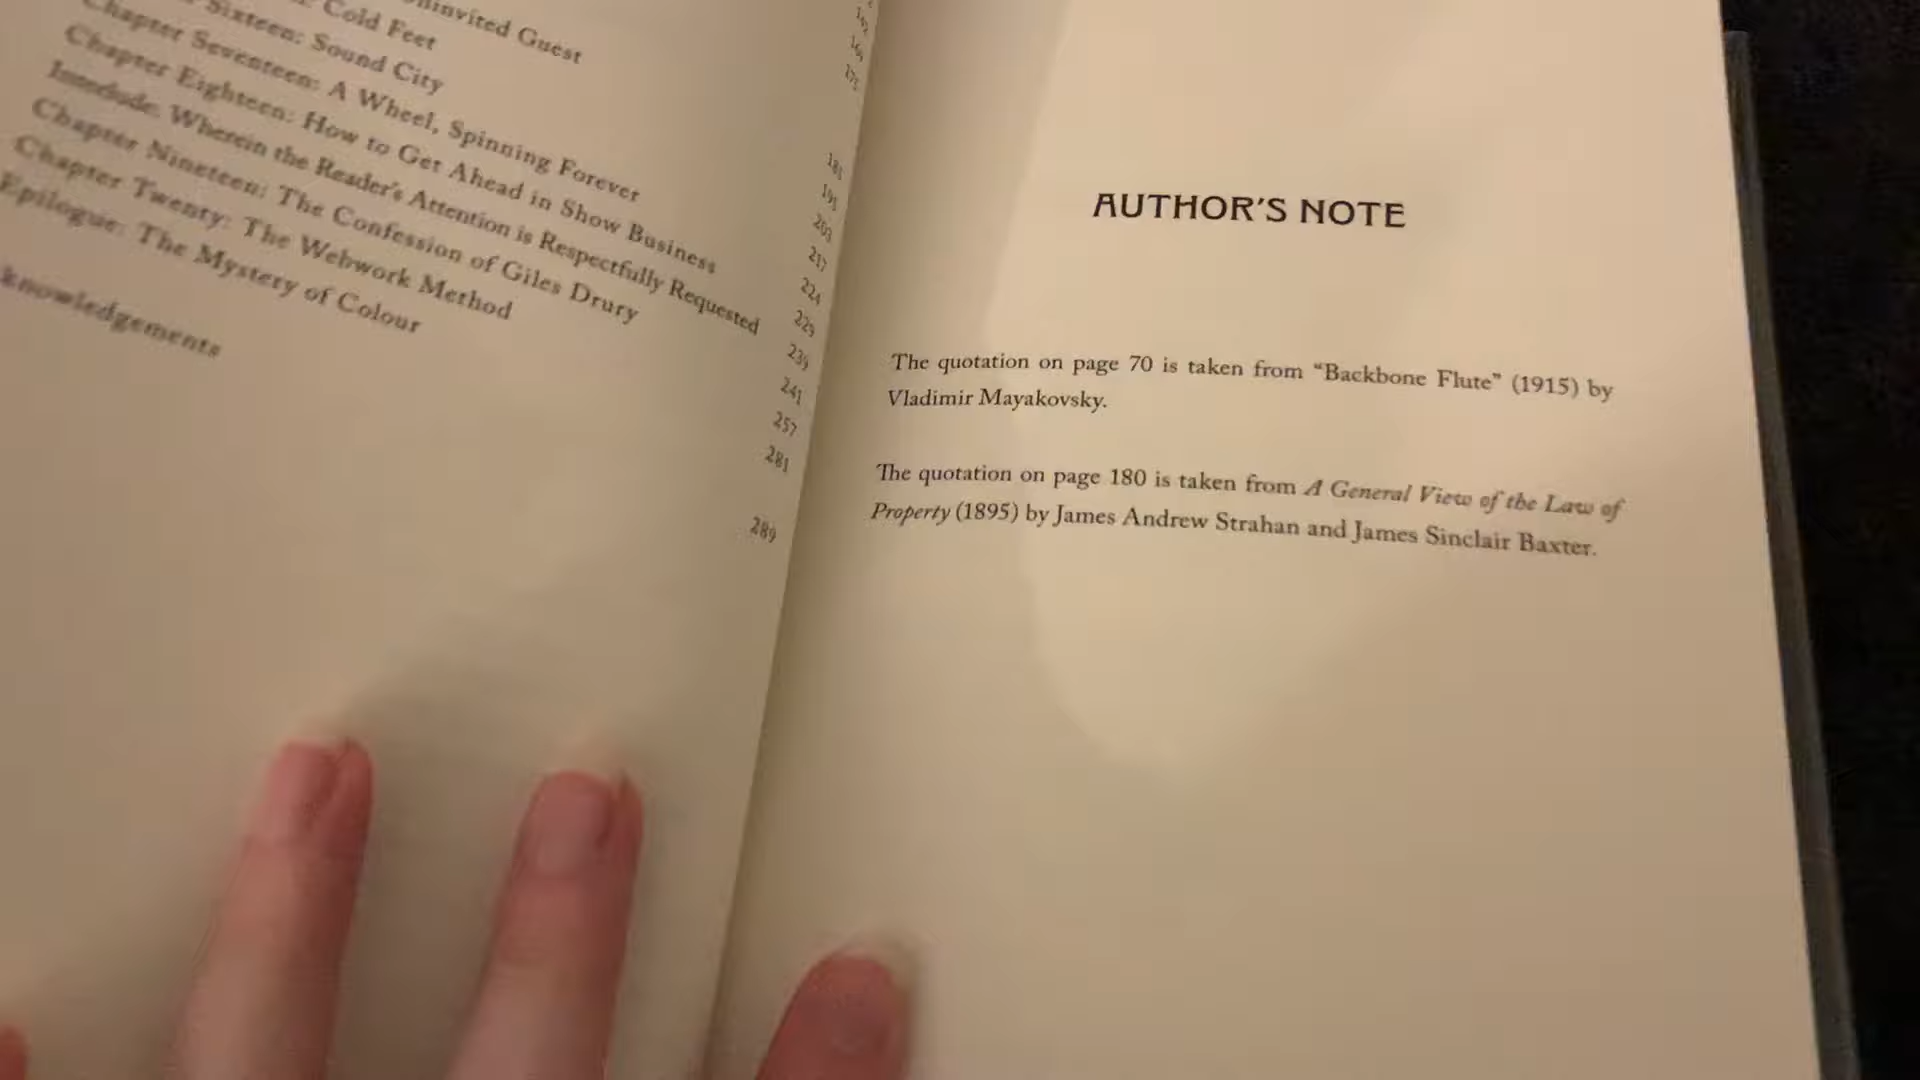 ninvited Guest
Cold Feet
Sixteen: Sound City
Chapter Seventeen: A Wheel, Spinning Forever
Chapter Eighteen: How to Get Ahead in Show Business
Interlude: Wherein the Reader's Attention is Respectfully Requested
Chapter Nineteen: The Confession of Giles Drury
Chapter Twenty: The Webwork Method
Epilogue: The Mystery of Colour
knowledgements
181
191
203
217
224
229
239
241
257
281
289
AUTHOR'S NOTE
The quotation on page 70 is taken from “Backbone Flute” (1915) by
Vladimir Mayakovsky.
The quotation on page 180 is taken from A General View of the Law of
Property (1895) by James Andrew Strahan and James Sinclair Baxter.